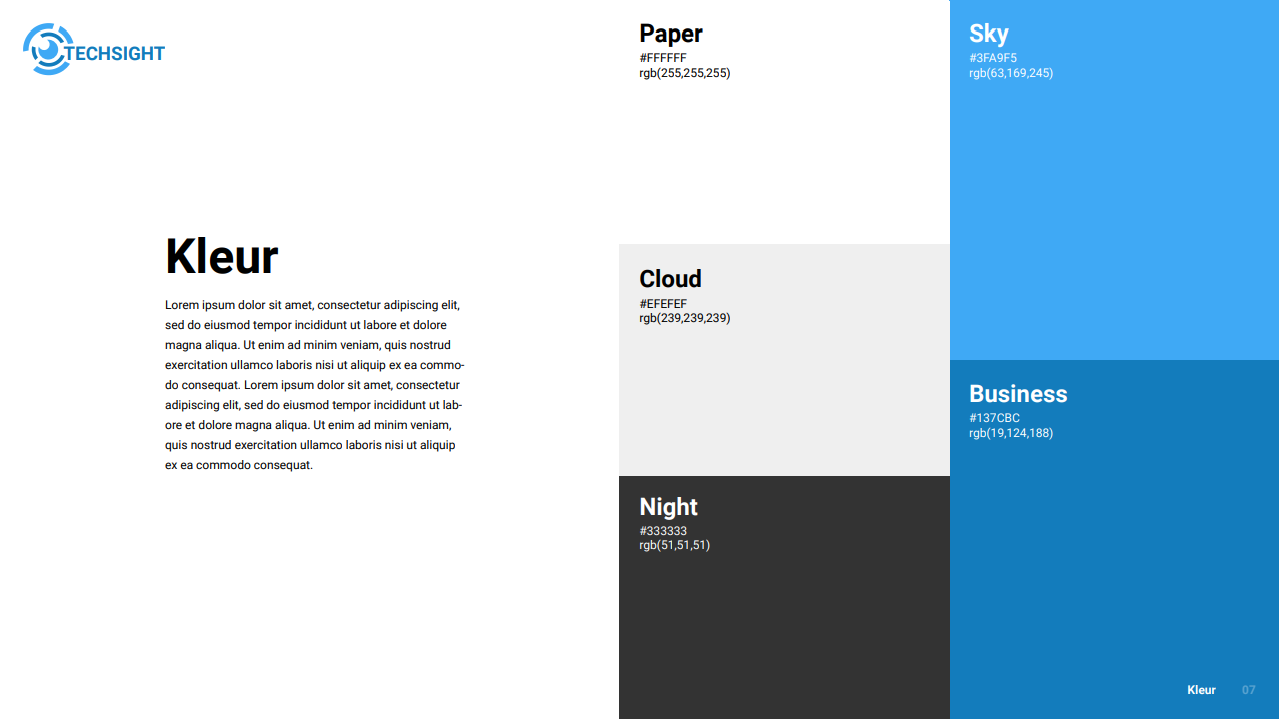 TECHSIGHT
Kleur
Lorem ipsum dolor sit amet, consectetur adipiscing elit,
sed do eiusmod tempor incididunt ut labore et dolore
magna aliqua. Ut enim ad minim veniam, quis nostrud
exercitation ullamco laboris nisi ut aliquip ex ea commo-
do consequat. Lorem ipsum dolor sit amet, consectetur
adipiscing elit, sed do eiusmod tempor incididunt ut lab-
ore et dolore magna aliqua. Ut enim ad minim veniam,
quis nostrud exercitation ullamco laboris nisi ut aliquip
ex ea commodo consequat.
Paper
#FFFFFF
rgb(255,255,255)
Cloud
#EFEFEF
rgb(239,239,239)
Night
#333333
rgb(51,51,51)
Sky
#3FA9F5
rgb(63,169,245)
Business
#137CBC
rgb(19,124,188)
Kleur 07